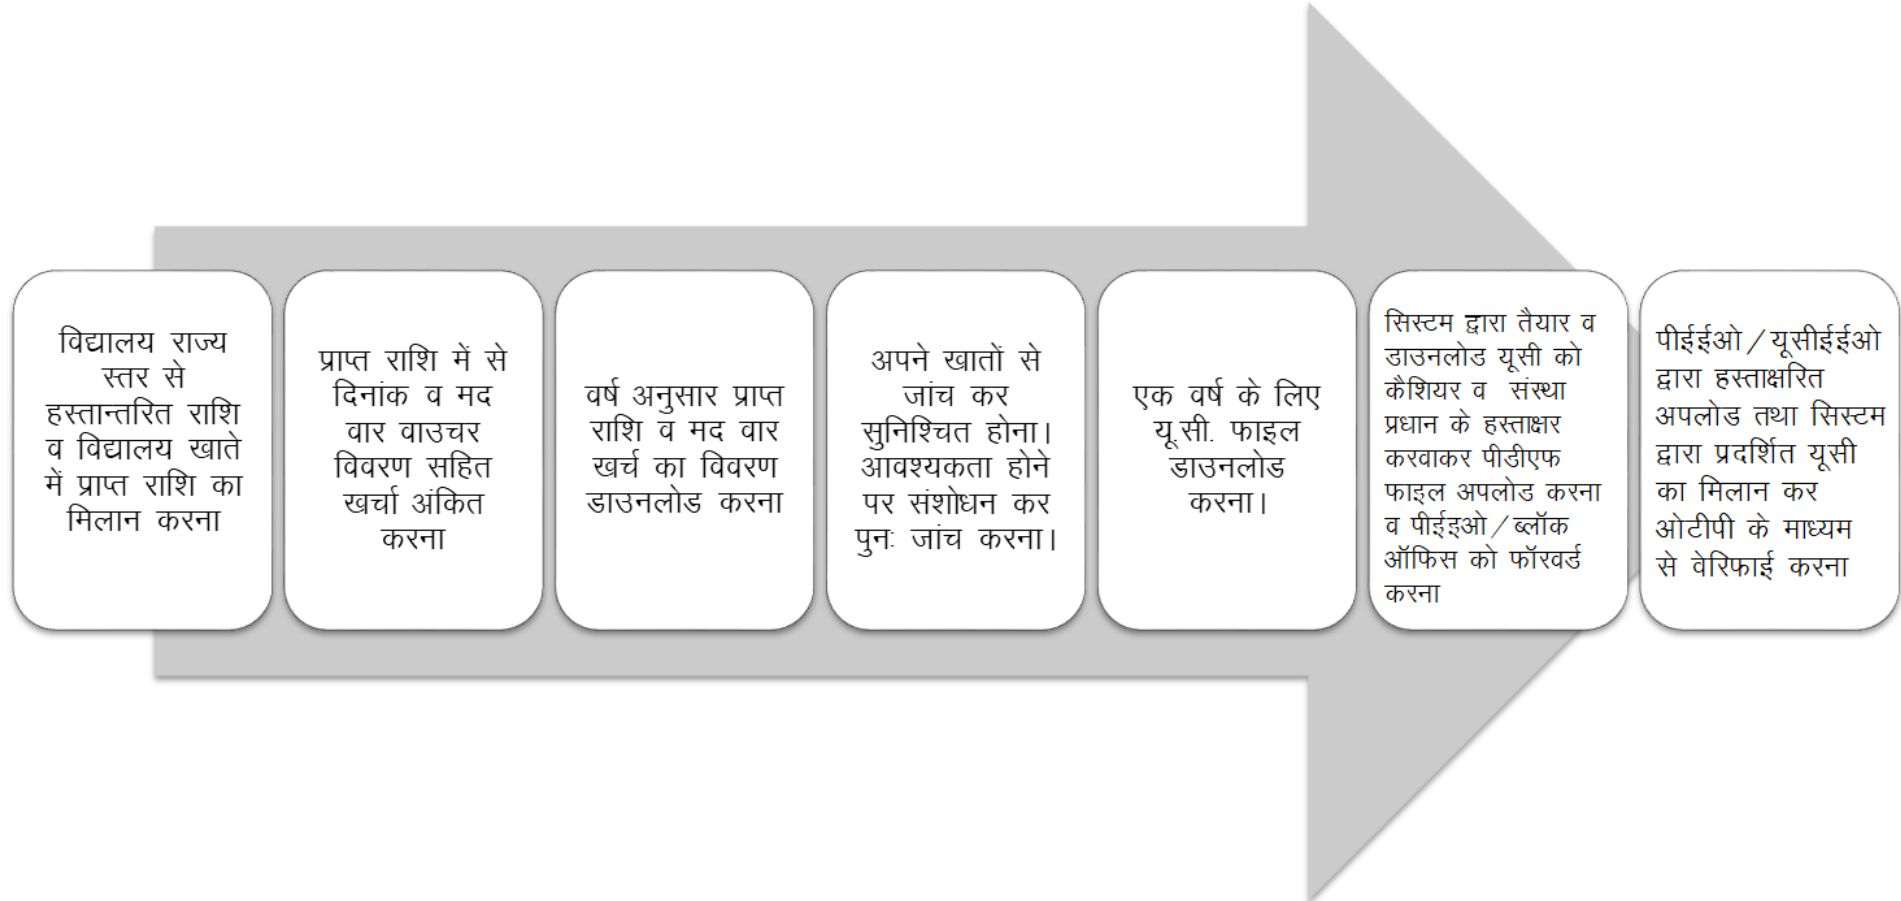 विद्यालय राज्य
स्तर से
हस्तान्तरित राशि
व विद्यालय खाते
में प्राप्त राशि का
मिलान करना
प्राप्त राशि में से
दिनांक व मद
वार वाउचर
विवरण सहित
खर्चा अंकित
करना
वर्ष अनुसार प्राप्त
राशि व मद वार
खर्च का विवरण
डाउनलोड करना
अपने खातों से
जांच कर
सुनिश्चित होना।
आवश्यकता होने
पर संशोधन कर
पुनः जांच करना।
एक वर्ष के लिए
यू.सी. फाइल
डाउनलोड
करना।
सिस्टम द्वारा तैयार व
डाउनलोड यूसी को
कैशियर व संस्था
प्रधान के हस्ताक्षर
करवाकर पीडीएफ
फाइल अपलोड करना
व पीईइओ/ब्लॉक
ऑफिस को फॉरवर्ड
करना
पीईईओ/यूसीईईओ
द्वारा हस्ताक्षरित
अपलोड तथा सिस्टम
द्वारा प्रदर्शित यूसी
का मिलान कर
ओटीपी के माध्यम
से वेरिफाई करना